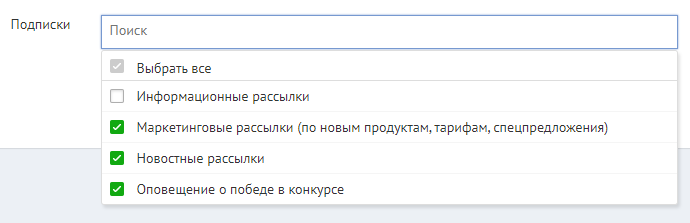 Подписки
Поиск
Выбрать все
Информационные рассылки
Маркетинговые рассылки (по новым продуктам, тарифам, спецпредложения)
Новостные рассылки
Оповещение о победе в конкурсе